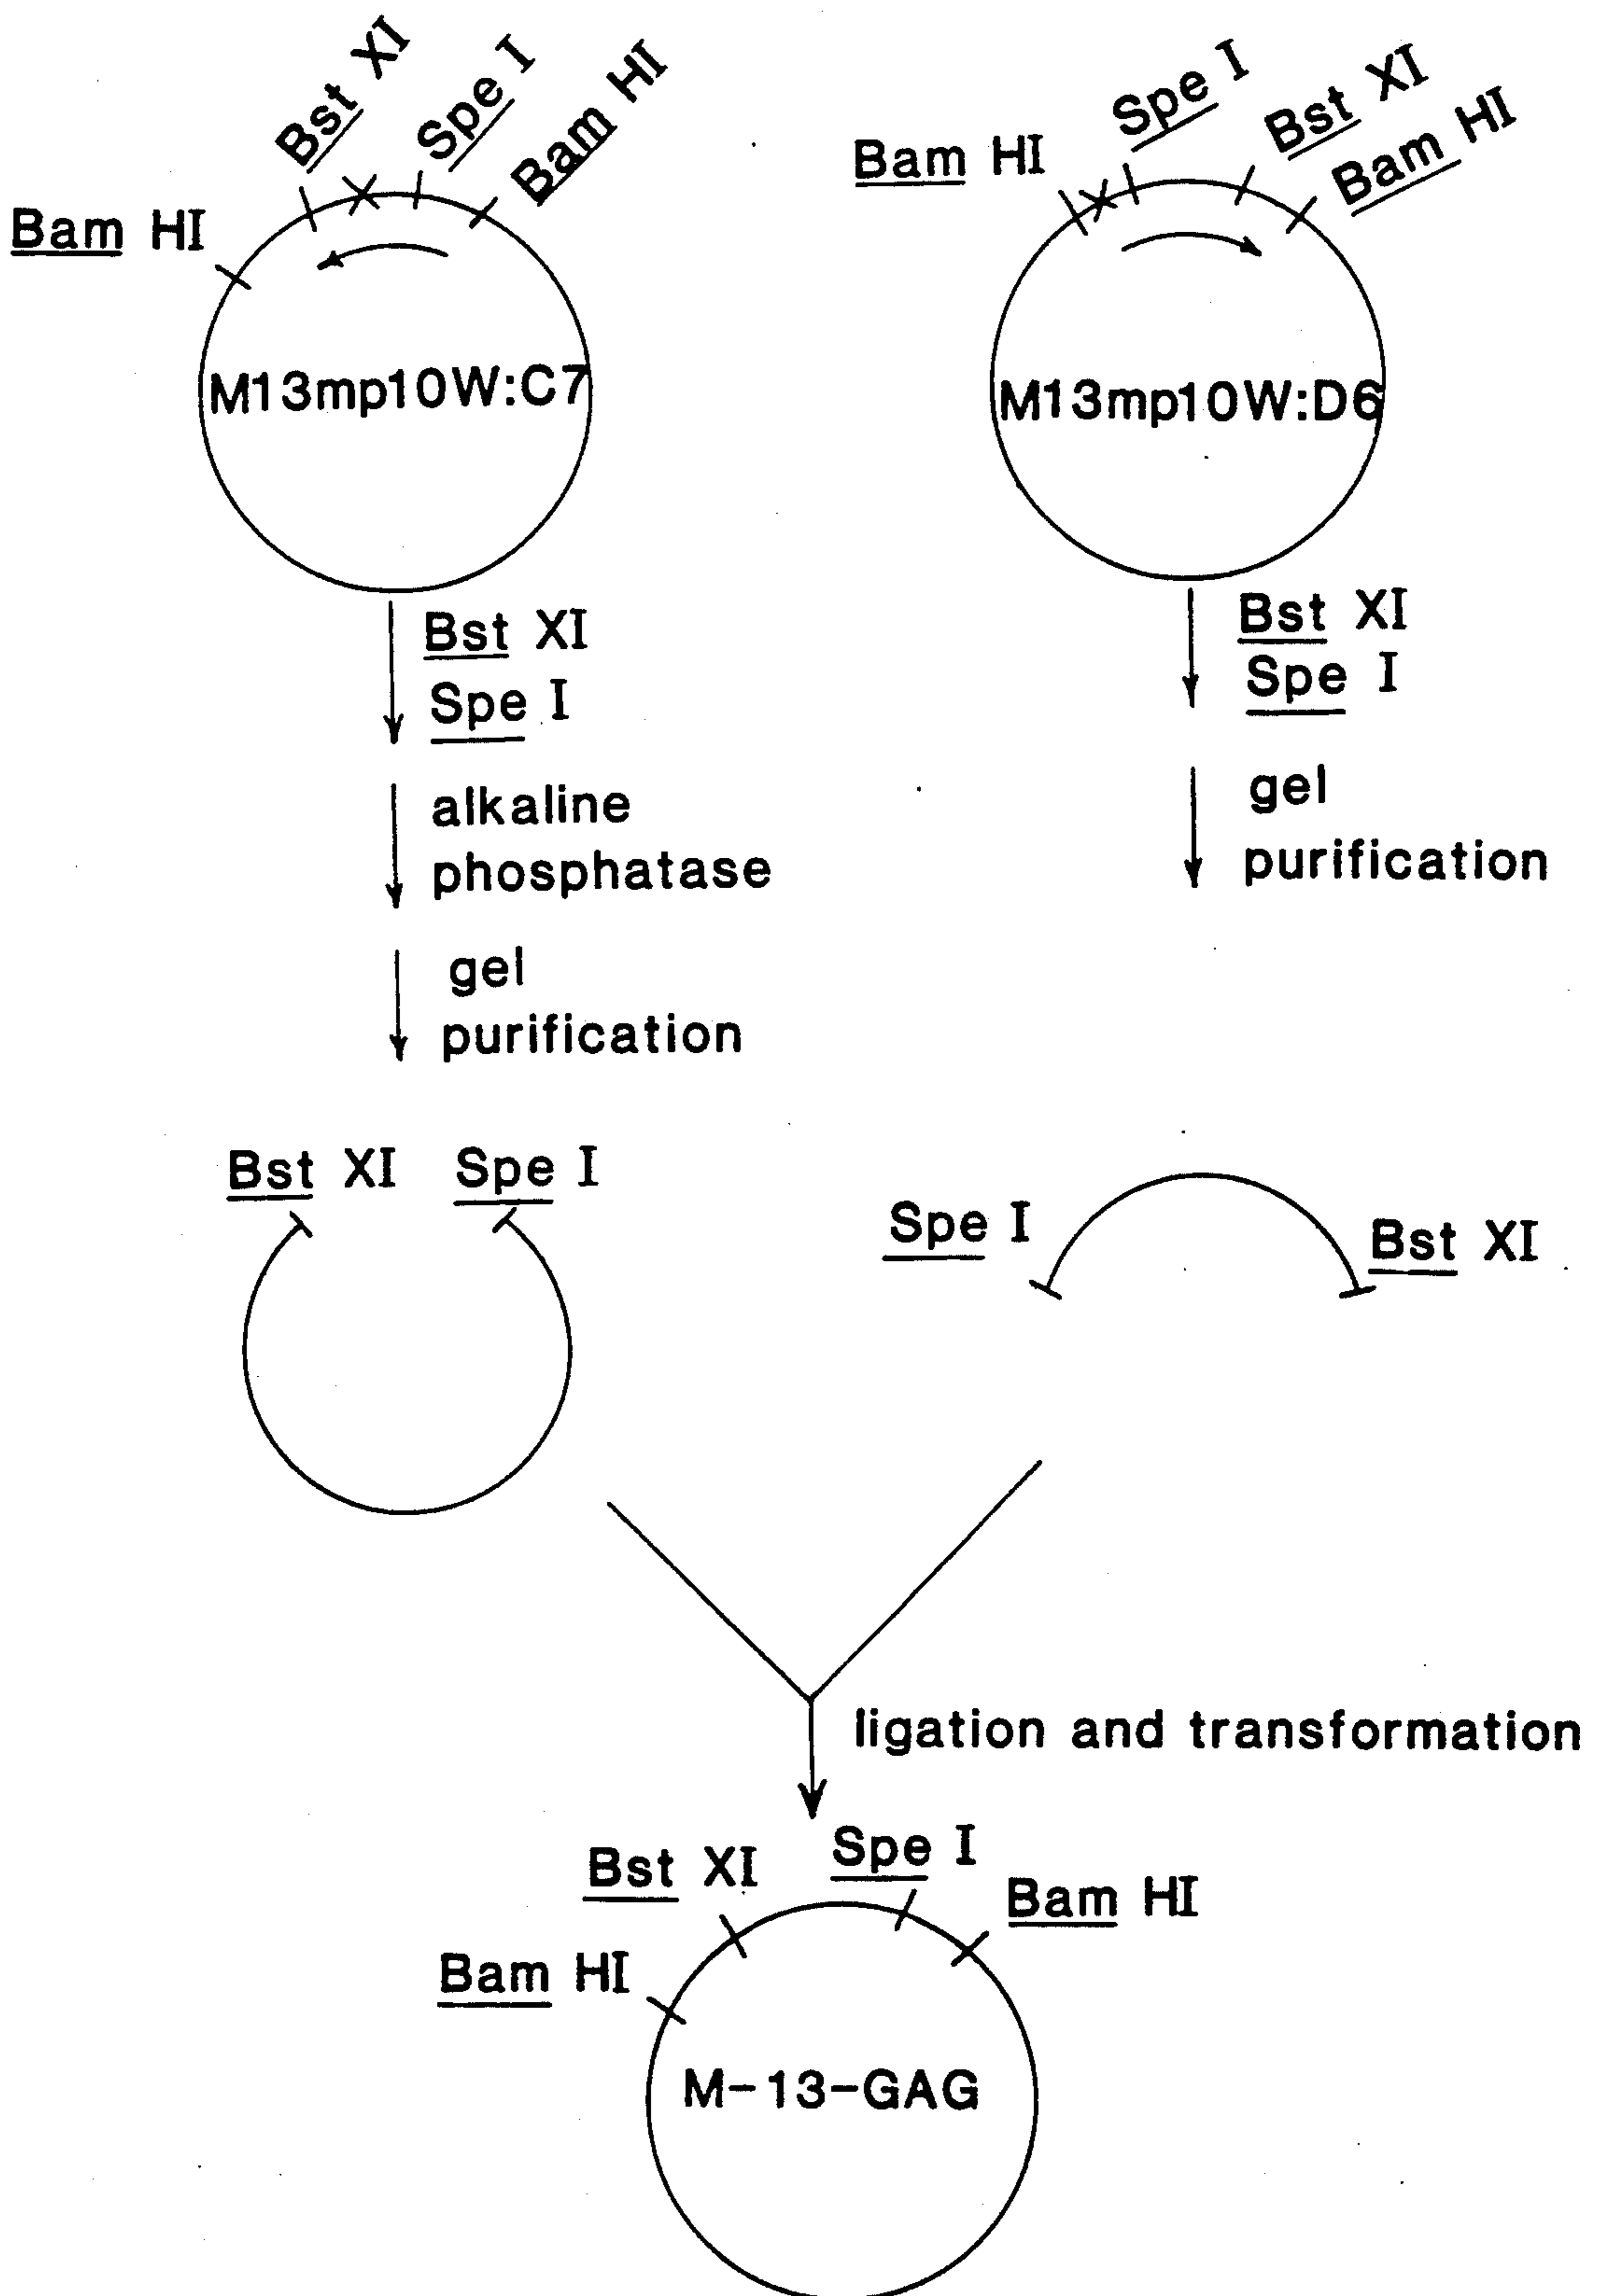 Bst XI
Spe I
Bam HI
Bam HI
M13mp10W:C7
Bam HI
Spe I
Bst XI
Bam HI
M13mp10W:D6
Bst XI
Spe I
alkaline
phosphatase
gel
purification
Bst XI
Spe I
gel
purification
Bst XI
Spe I
Spe I
Bst XI
ligation and transformation
Bst XI
Spe I
Bam HI
Bam HI
M-13-GAG